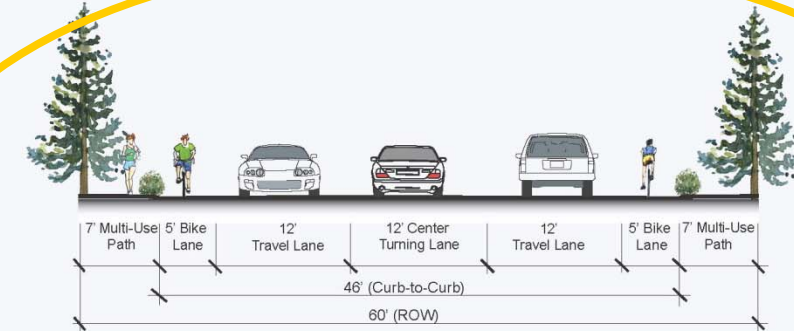 7' Multi-Use
Path
5' Bike
Lane
12'
Travel Lane
12' Center
Turning Lane
12'
Travel Lane
5' Bike
Lane
7' Multi-Use
Path
46' (Curb-to-Curb)
60' (ROW)